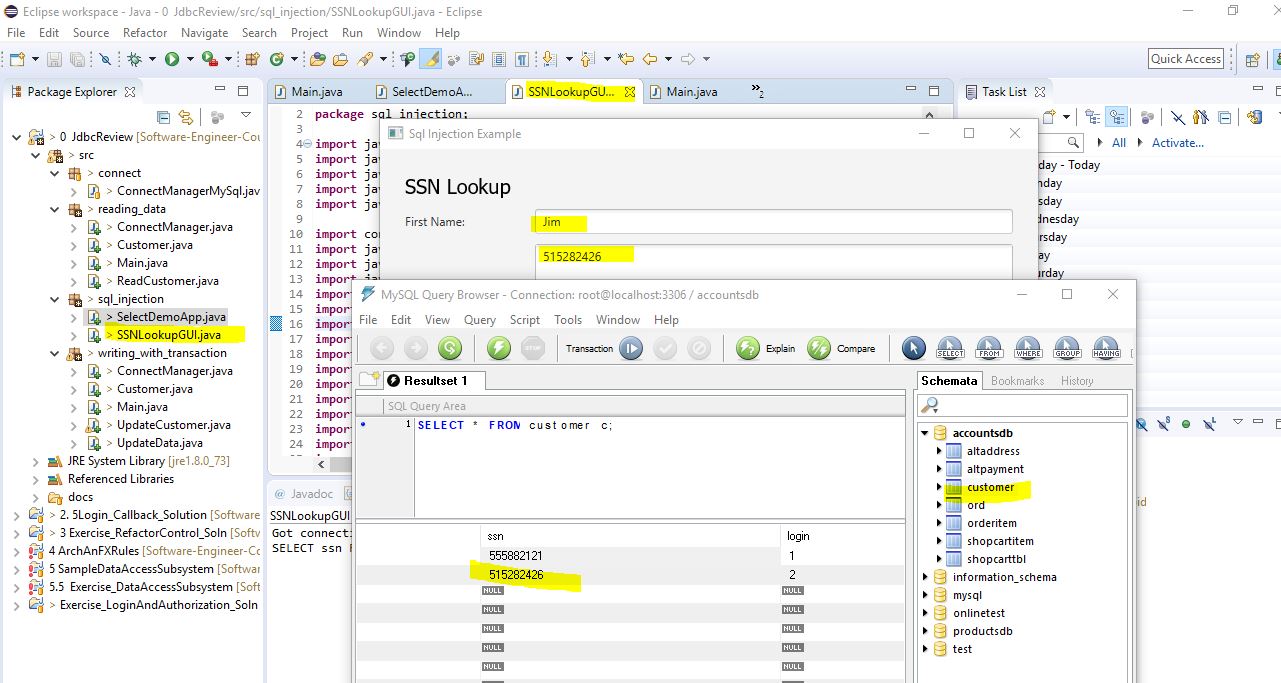 Eclipse workspace - Java - 0 JdbcReview/src/sql_injection/SSNLookupGUI.java - Eclipse
File Edit Source Refactor Navigate Search Project Run Window Help
Quick Access
Package Explorer
> 0 JdbcReview [Software-Engineer-Cou
> src
> connect
> ConnectManagerMySql.jav
> reading_data
> ConnectManager.java
> Customer.java
> Main.java
> ReadCustomer.java
> sql_injection
> SelectDemoApp.java
> SSNLookupGUI.java
> writing_with_transaction
> ConnectManager.java
> Customer.java
> Main.java
> UpdateCustomer.java
> UpdateData.java
JRE System Library [jre1.8.0_73]
Referenced Libraries
> docs
> 2. 5Login_Callback_Solution [Software
> 3 Exercise_RefactorControl_Soln [Softw
4 ArchAnFXRules [Software-Engineer-Co
5 SampleDataAccessSubsystem [Softwa
5.5 Exercise_DataAccessSubsystem [Soft
> Exercise_LoginAndAuthorization_Soln
Main.java SelectDemoA... SSNLookupGU... Main.java »2
2 package sql_injection;
3
4 import jav
5 import jav
6 import jav
7 import jav
8 import jav
9
10 import con
11 import jav
12 import jav
13 import jav
14 import
15 import
16 import
17 import
18 import
19 import
20 import
21 import
22 import
23 import
24 import
Javadoc
SSNLookupGUI
Got connecti
SELECT ssn F
Task List
All Activate...
day - Today
nday
sday
dnesday
rsday
ay
urday
id
Sql Injection Example
SSN Lookup
First Name: Jim
515282426
MySQL Query Browser - Connection: root@localhost:3306 / accountsdb
File Edit View Query Script Tools Window Help
STOP Transaction Explain Compare SELECT FROM WHERE GROUP HAVING
Resultset 1
SQL Query Area
1 SELECT * FROM customer c;
ssn login
555882121 1
515282426 2
NULL NULL
NULL NULL
NULL NULL
NULL NULL
NULL NULL
Schemata Bookmarks History
accountsdb
altaddress
altpayment
customer
ord
orderitem
shopcartitem
shopcarttbl
information_schema
mysql
onlinetest
productsdb
test